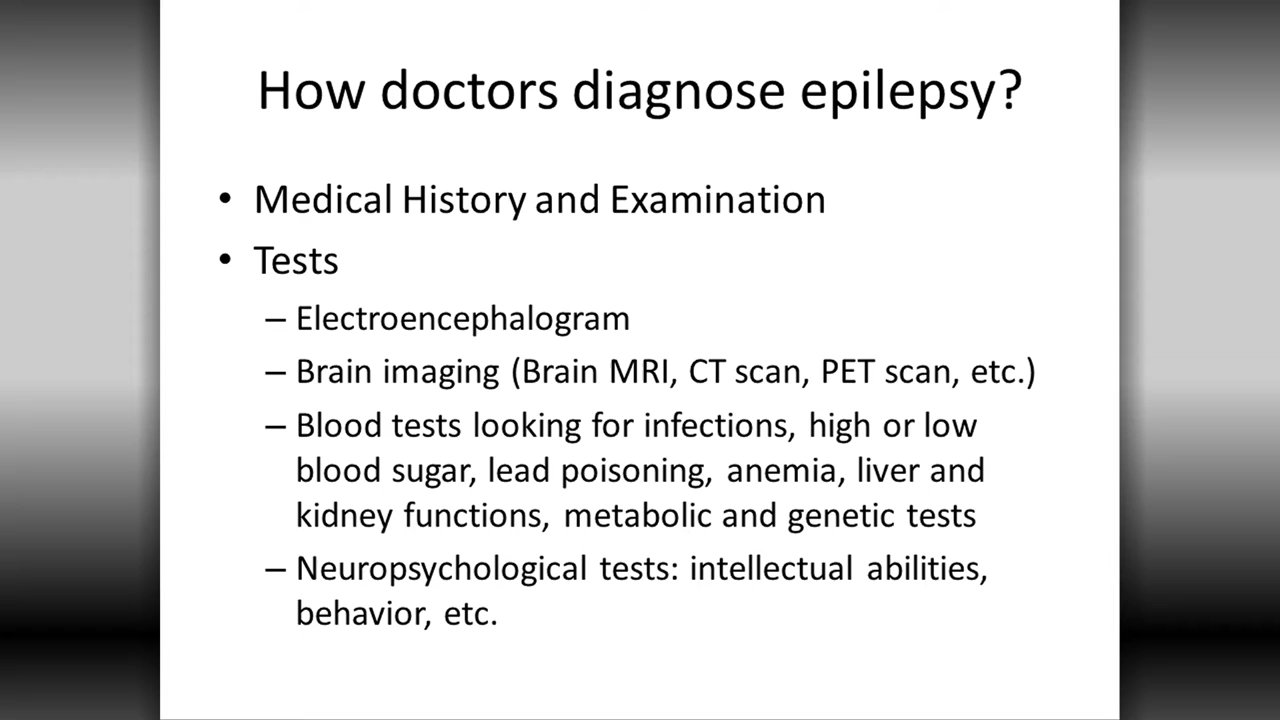 How doctors diagnose epilepsy?
• Medical History and Examination
• Tests
– Electroencephalogram
– Brain imaging (Brain MRI, CT scan, PET scan, etc.)
– Blood tests looking for infections, high or low
blood sugar, lead poisoning, anemia, liver and
kidney functions, metabolic and genetic tests
– Neuropsychological tests: intellectual abilities,
behavior, etc.